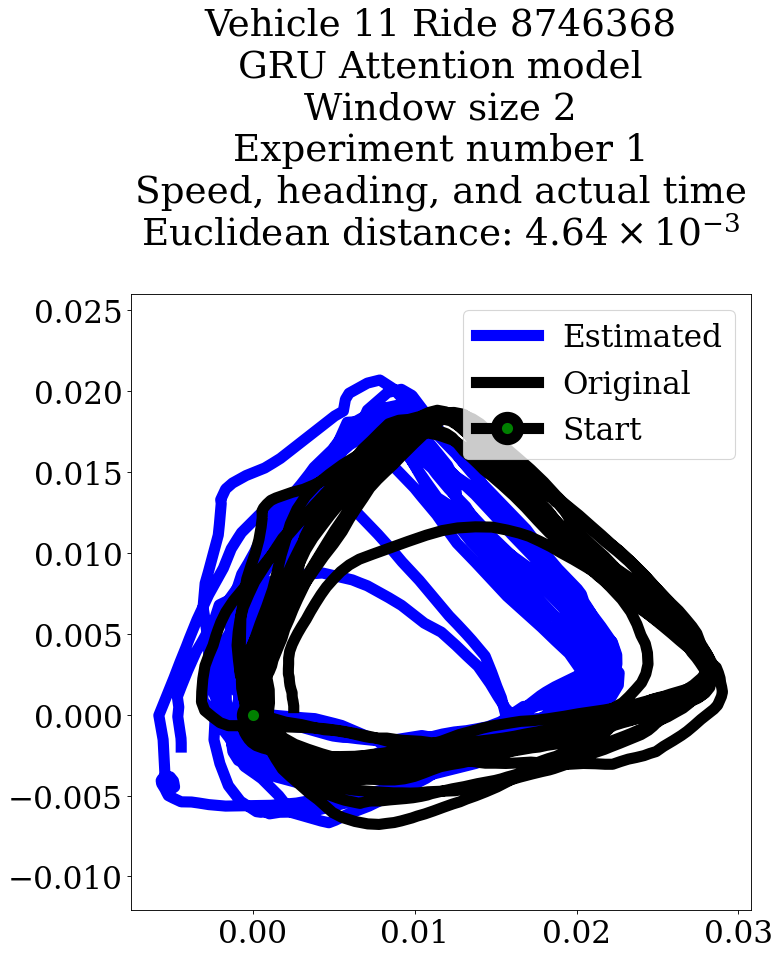 Vehicle 11 Ride 8746368
GRU Attention model
Window size 2
Experiment number 1
Speed, heading, and actual time
Euclidean distance: 4.64 × 10⁻³
0.025
0.020
0.015
0.010
0.005
0.000
−0.005
−0.010
Estimated
Original
Start
0.00
0.01
0.02
0.03